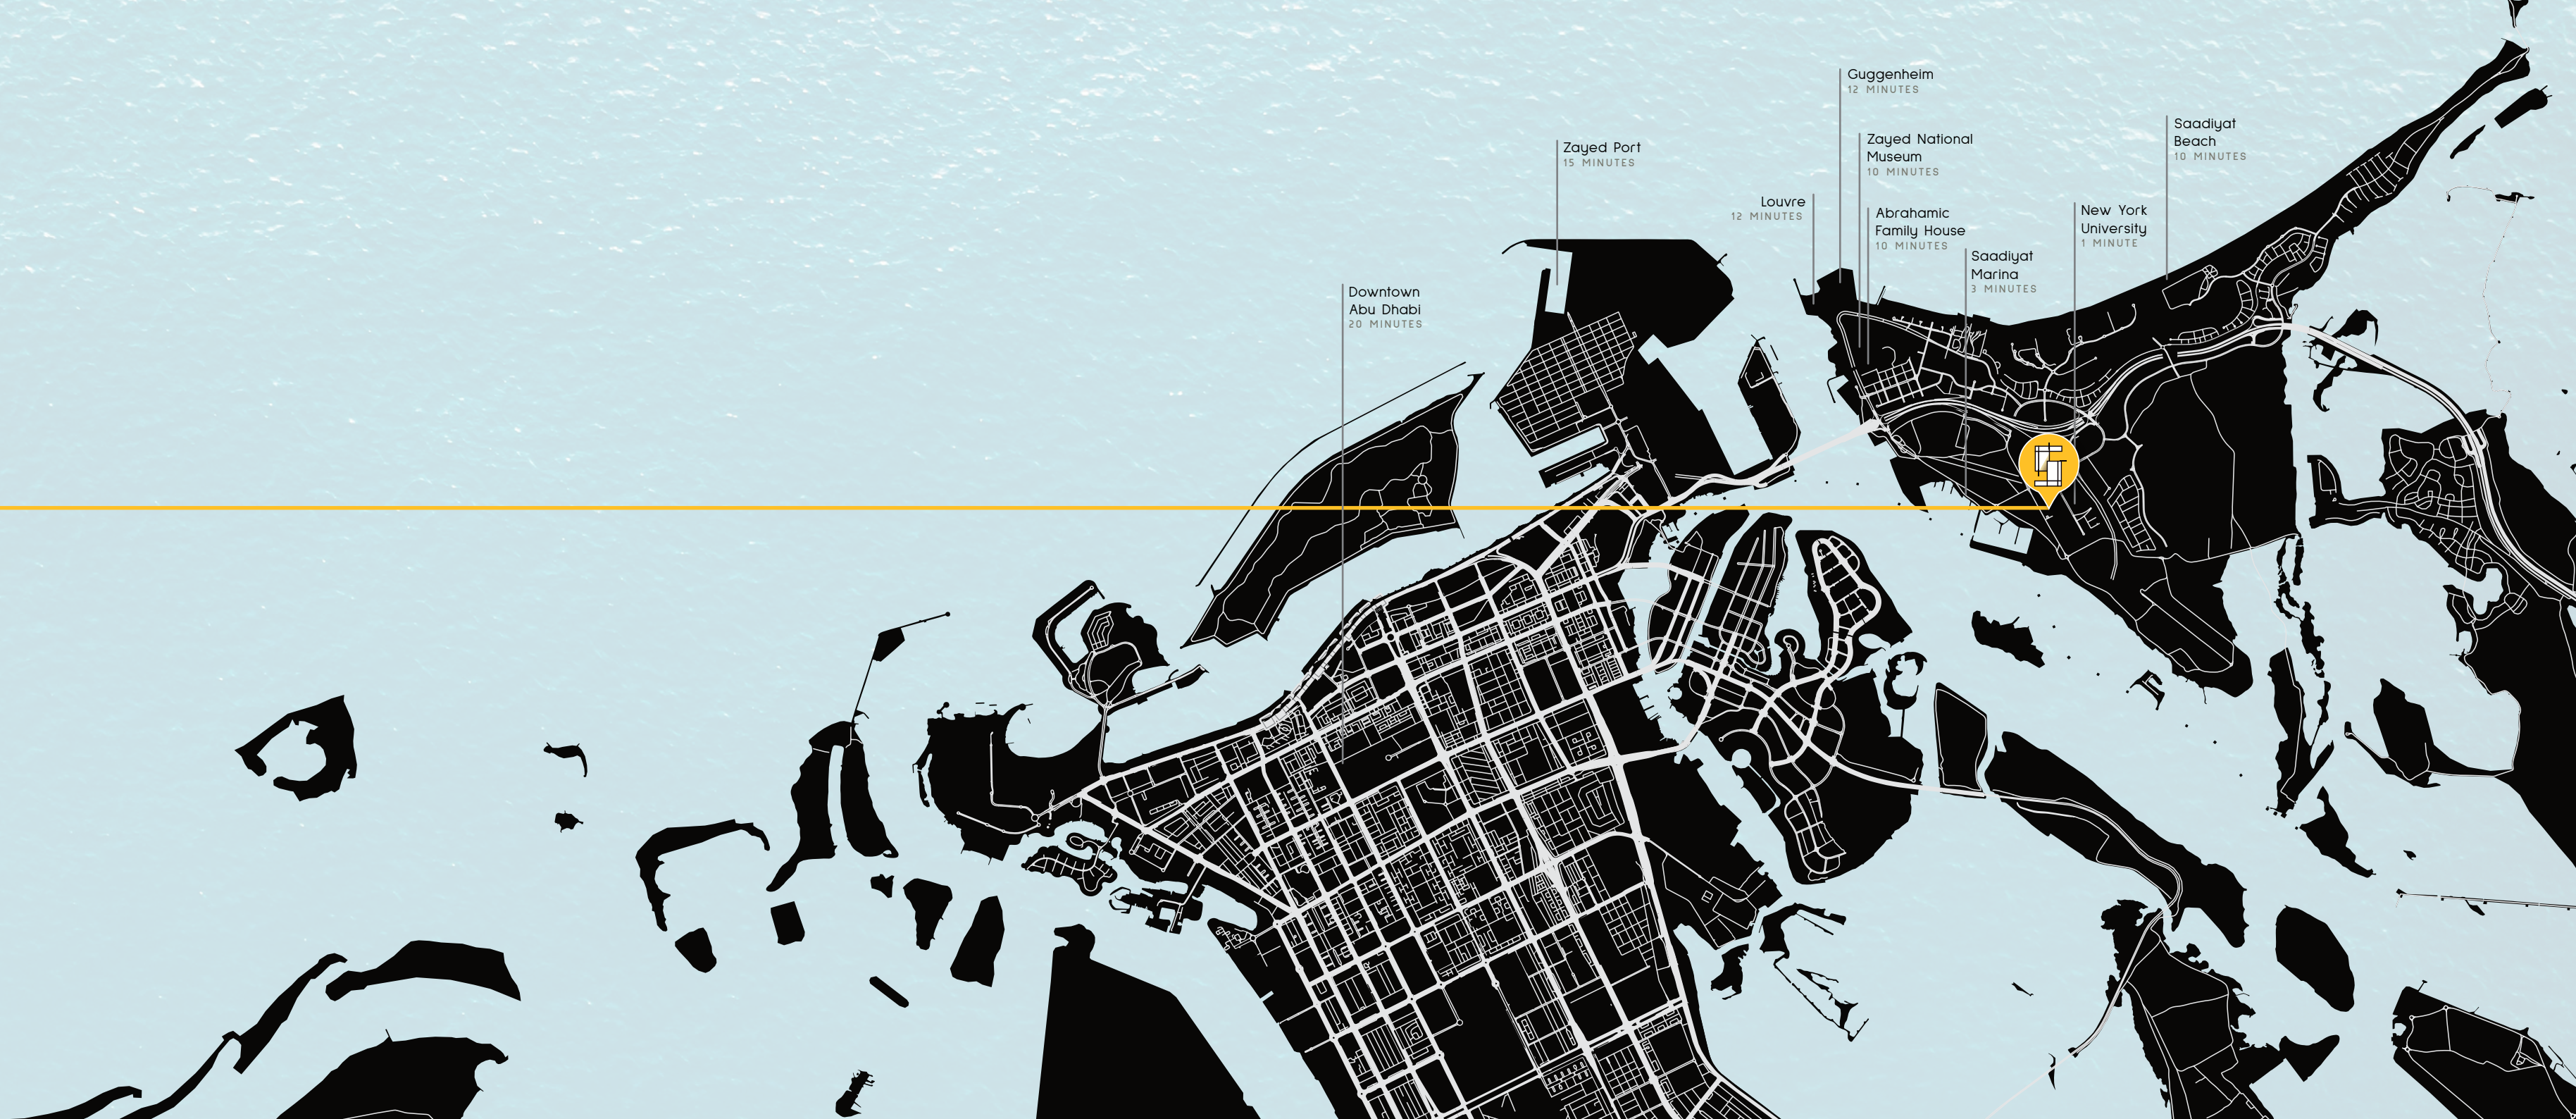 Guggenheim
12 MINUTES
Saadiyat
Beach
10 MINUTES
Zayed National
Museum
10 MINUTES
Zayed Port
15 MINUTES
Louvre
12 MINUTES
Abrahamic
Family House
10 MINUTES
New York
University
1 MINUTE
Saadiyat
Marina
3 MINUTES
Downtown
Abu Dhabi
20 MINUTES